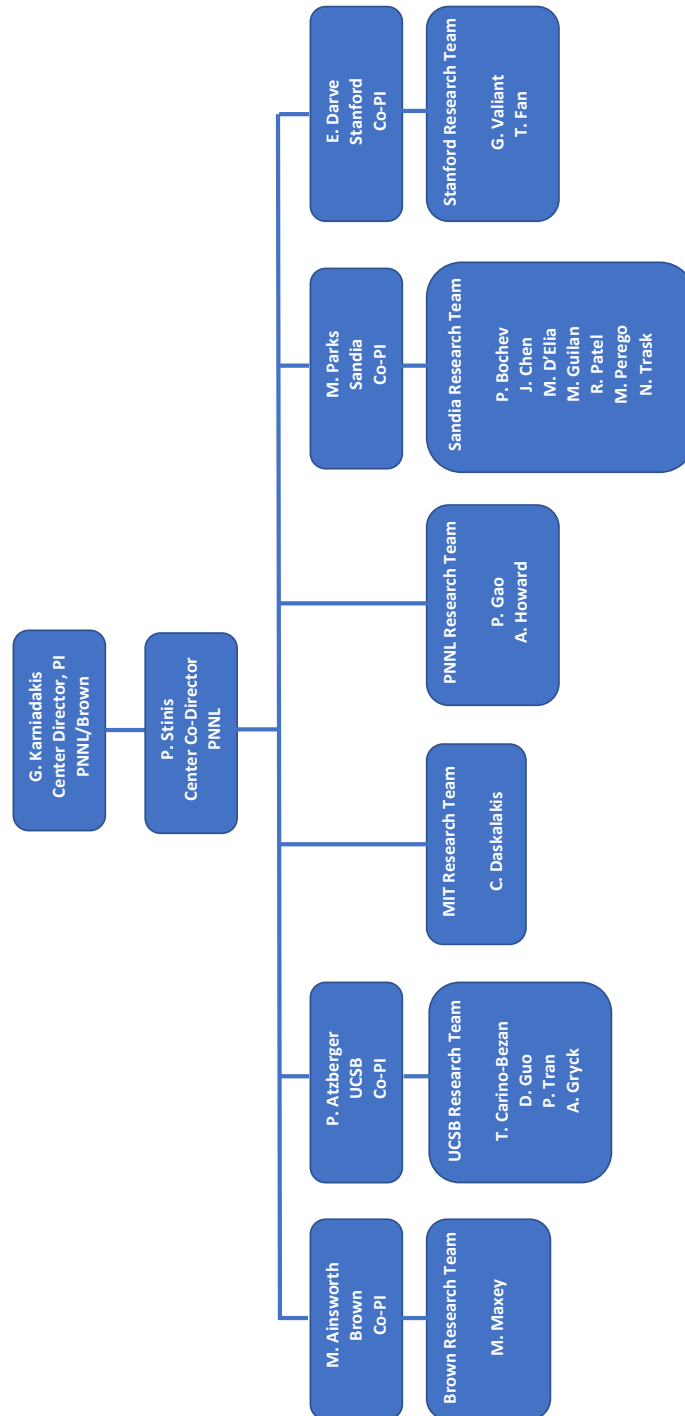 G. Karniadakis
Center Director, PI
PNNL/Brown
P. Stinis
Center Co-Director
PNNL
M. Ainsworth
Brown
Co-PI
P. Atzberger
UCSB
Co-PI
M. Parks
Sandia
Co-PI
E. Darve
Stanford
Co-PI
Brown Research Team
M. Maxey
UCSB Research Team
T. Carino-Bezan
D. Guo
P. Tran
A. Gryck
MIT Research Team
C. Daskalakis
PNNL Research Team
P. Gao
A. Howard
Sandia Research Team
P. Bochev
J. Chen
M. D'Elia
M. Guilan
R. Patel
M. Perego
N. Trask
Stanford Research Team
G. Valiant
T. Fan